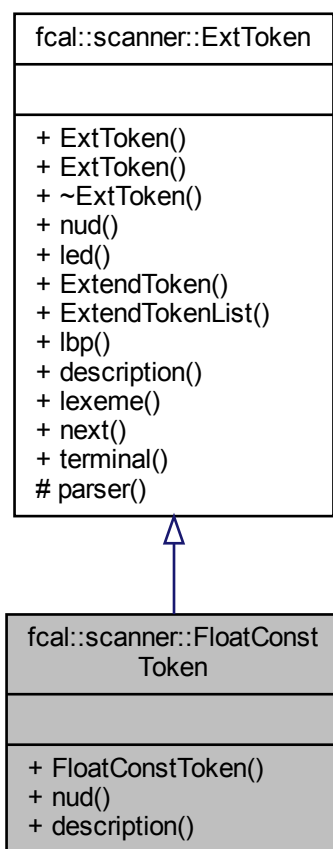 fcal::scanner::ExtToken
+ ExtToken()
+ ExtToken()
+ ~ExtToken()
+ nud()
+ led()
+ ExtendToken()
+ ExtendTokenList()
+ lbp()
+ description()
+ lexeme()
+ next()
+ terminal()
# parser()
fcal::scanner::FloatConst
Token
+ FloatConstToken()
+ nud()
+ description()